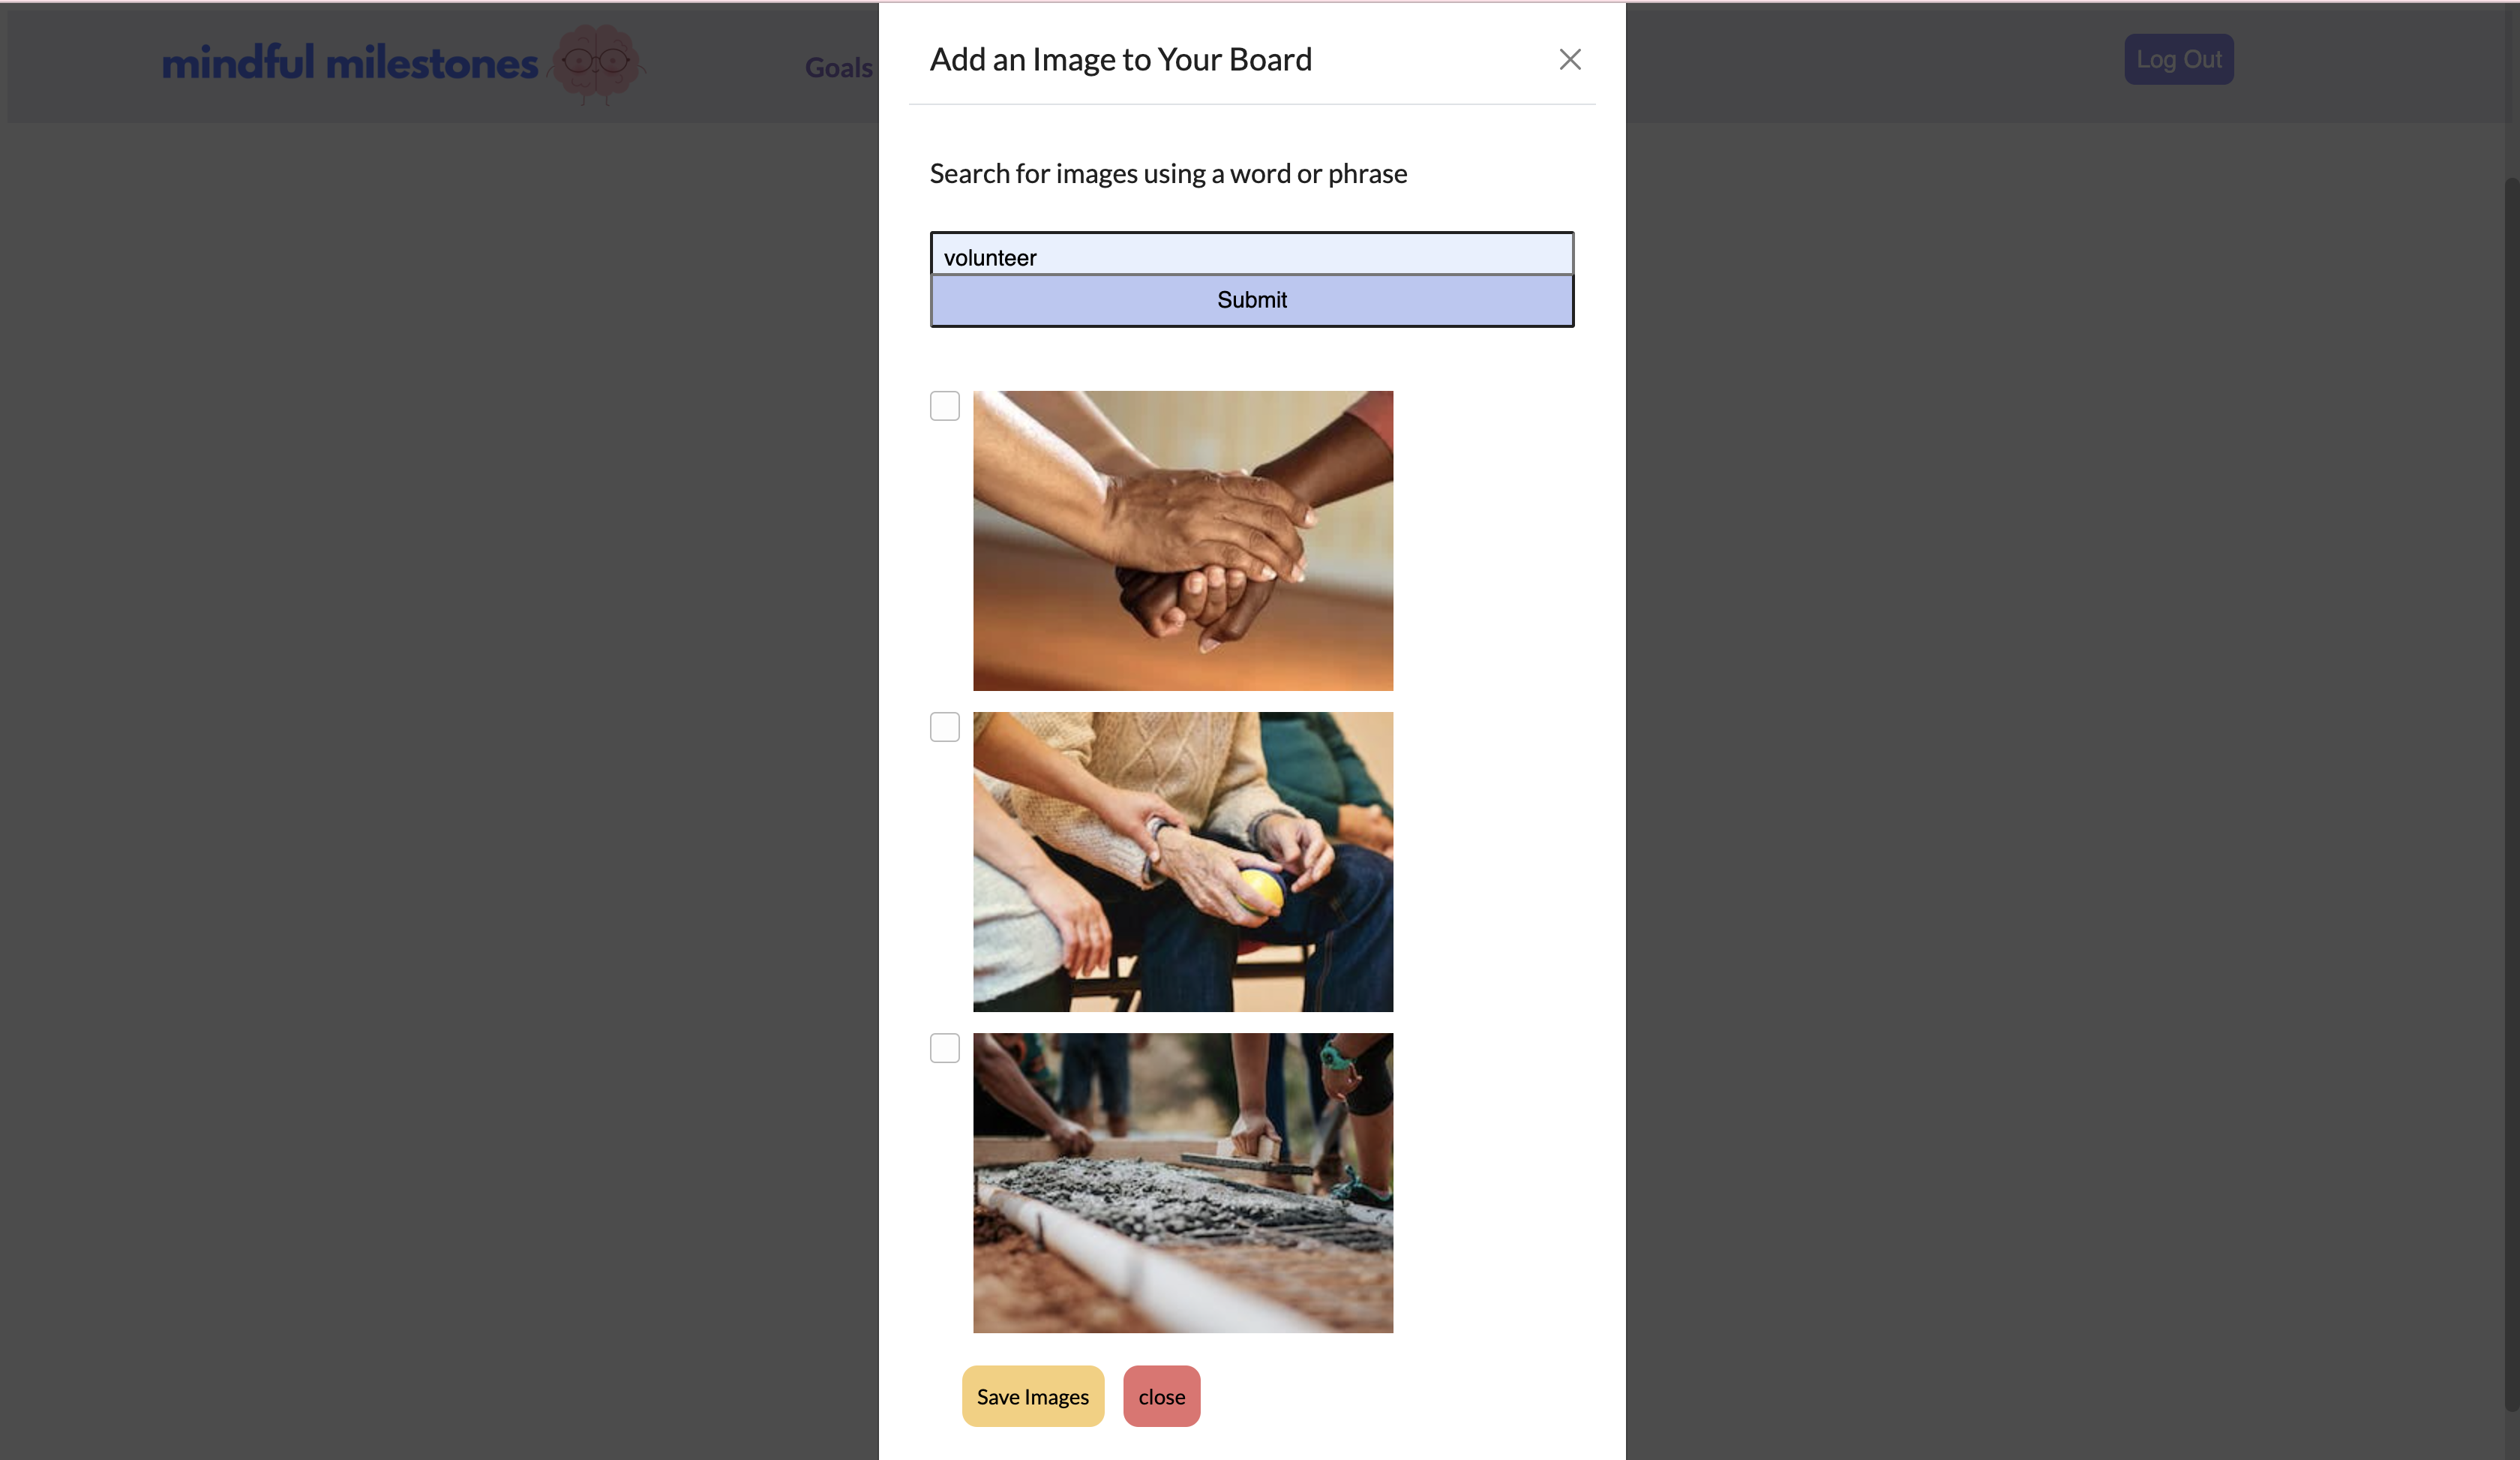 mindful milestones
Goals
Log Out
Add an Image to Your Board
Search for images using a word or phrase
volunteer
Submit
Save Images
close